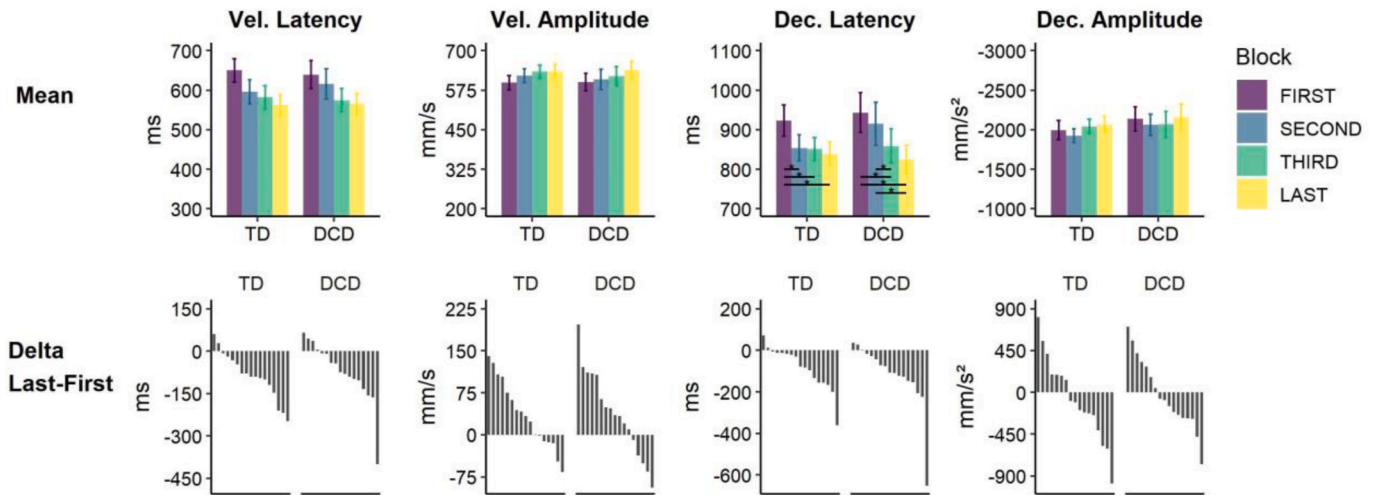 Vel. Latency
Vel. Amplitude
Dec. Latency
Dec. Amplitude
Mean
ms
700
600
500
400
300
TD
DCD
mm/s
700
575
450
325
200
TD
DCD
ms
1100
1000
900
800
700
* * *
* * * *
TD
DCD
mm/s²
-3000
-2500
-2000
-1500
-1000
TD
DCD
Block
FIRST
SECOND
THIRD
LAST
Delta
Last-First
TD
DCD
ms
150
0
-150
-300
-450
TD
DCD
mm/s
225
150
75
0
-75
TD
DCD
ms
200
0
-200
-400
-600
TD
DCD
mm/s²
900
450
0
-450
-900